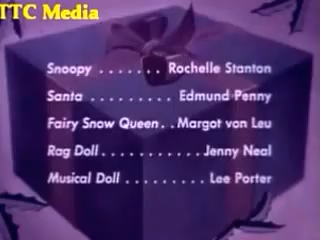 TTC Media
Snoopy ....... Rochelle Stanton
Santa ......... Edmund Penny
Fairy Snow Queen.. Margot von Leu
Rag Doll.......... Jenny Neal
Musical Doll ........ Lee Porter